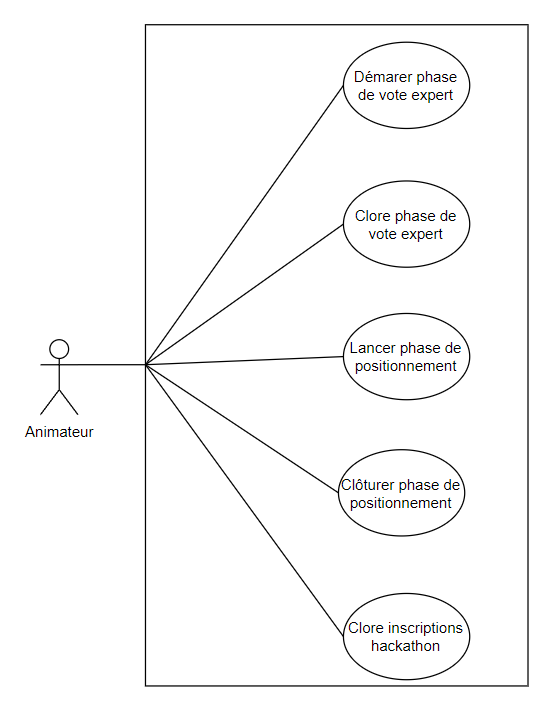 Démarer phase
de vote expert
Clore phase de
vote expert
Lancer phase de
positionnement
Animateur
Clôturer phase de
positionnement
Clore inscriptions
hackathon